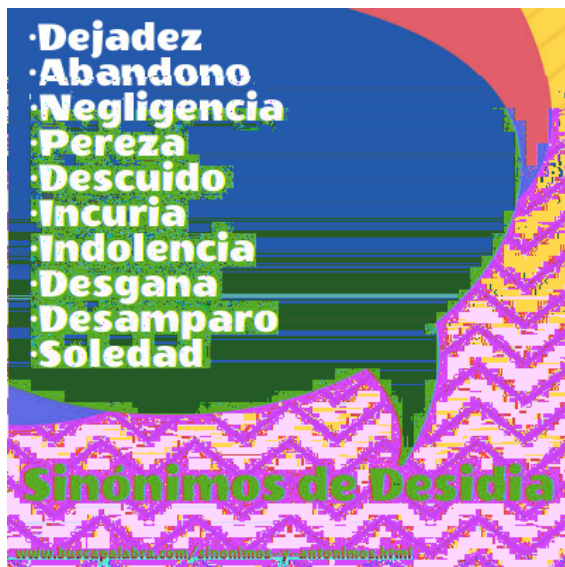 ·Dejadez
·Abandono
·Negligencia
·Pereza
·Descuido
·Incuria
·Indolencia
·Desgana
·Desamparo
·Soledad
Sinónimos de Desidia
www.buscapalabra.com/sinonimos-y-antonimos.html